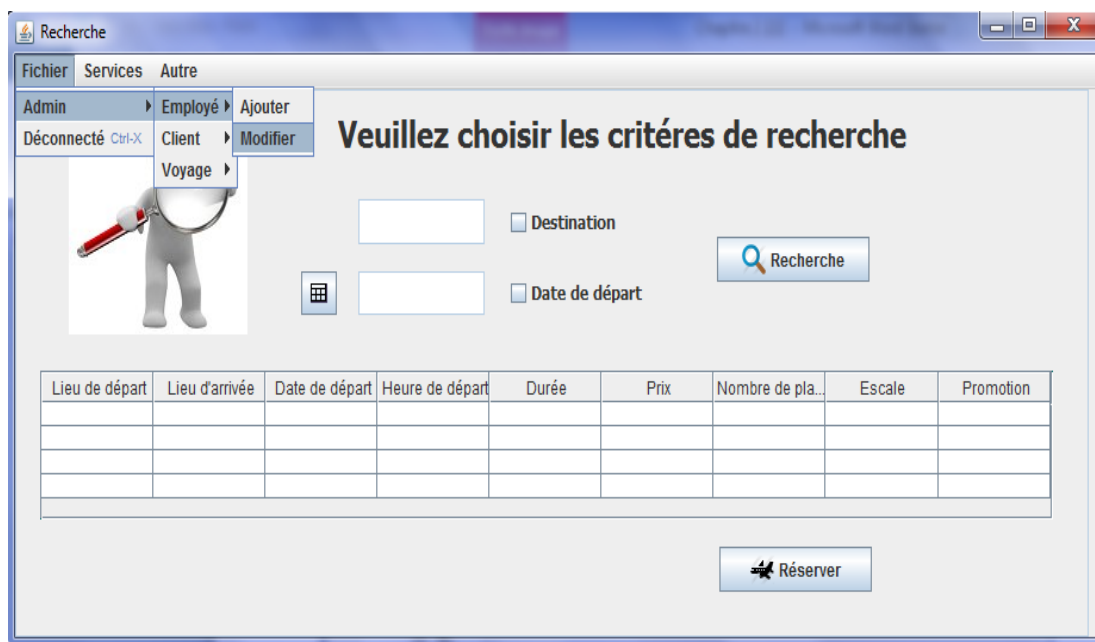 Recherche
Fichier Services Autre
Admin Employé Ajouter
Déconnecté Ctrl-X Client Modifier
Voyage
Veuillez choisir les critéres de recherche
Destination
Recherche
Date de départ
Lieu de départ Lieu d'arrivée Date de départ Heure de départ Durée Prix Nombre de pla... Escale Promotion
Réserver